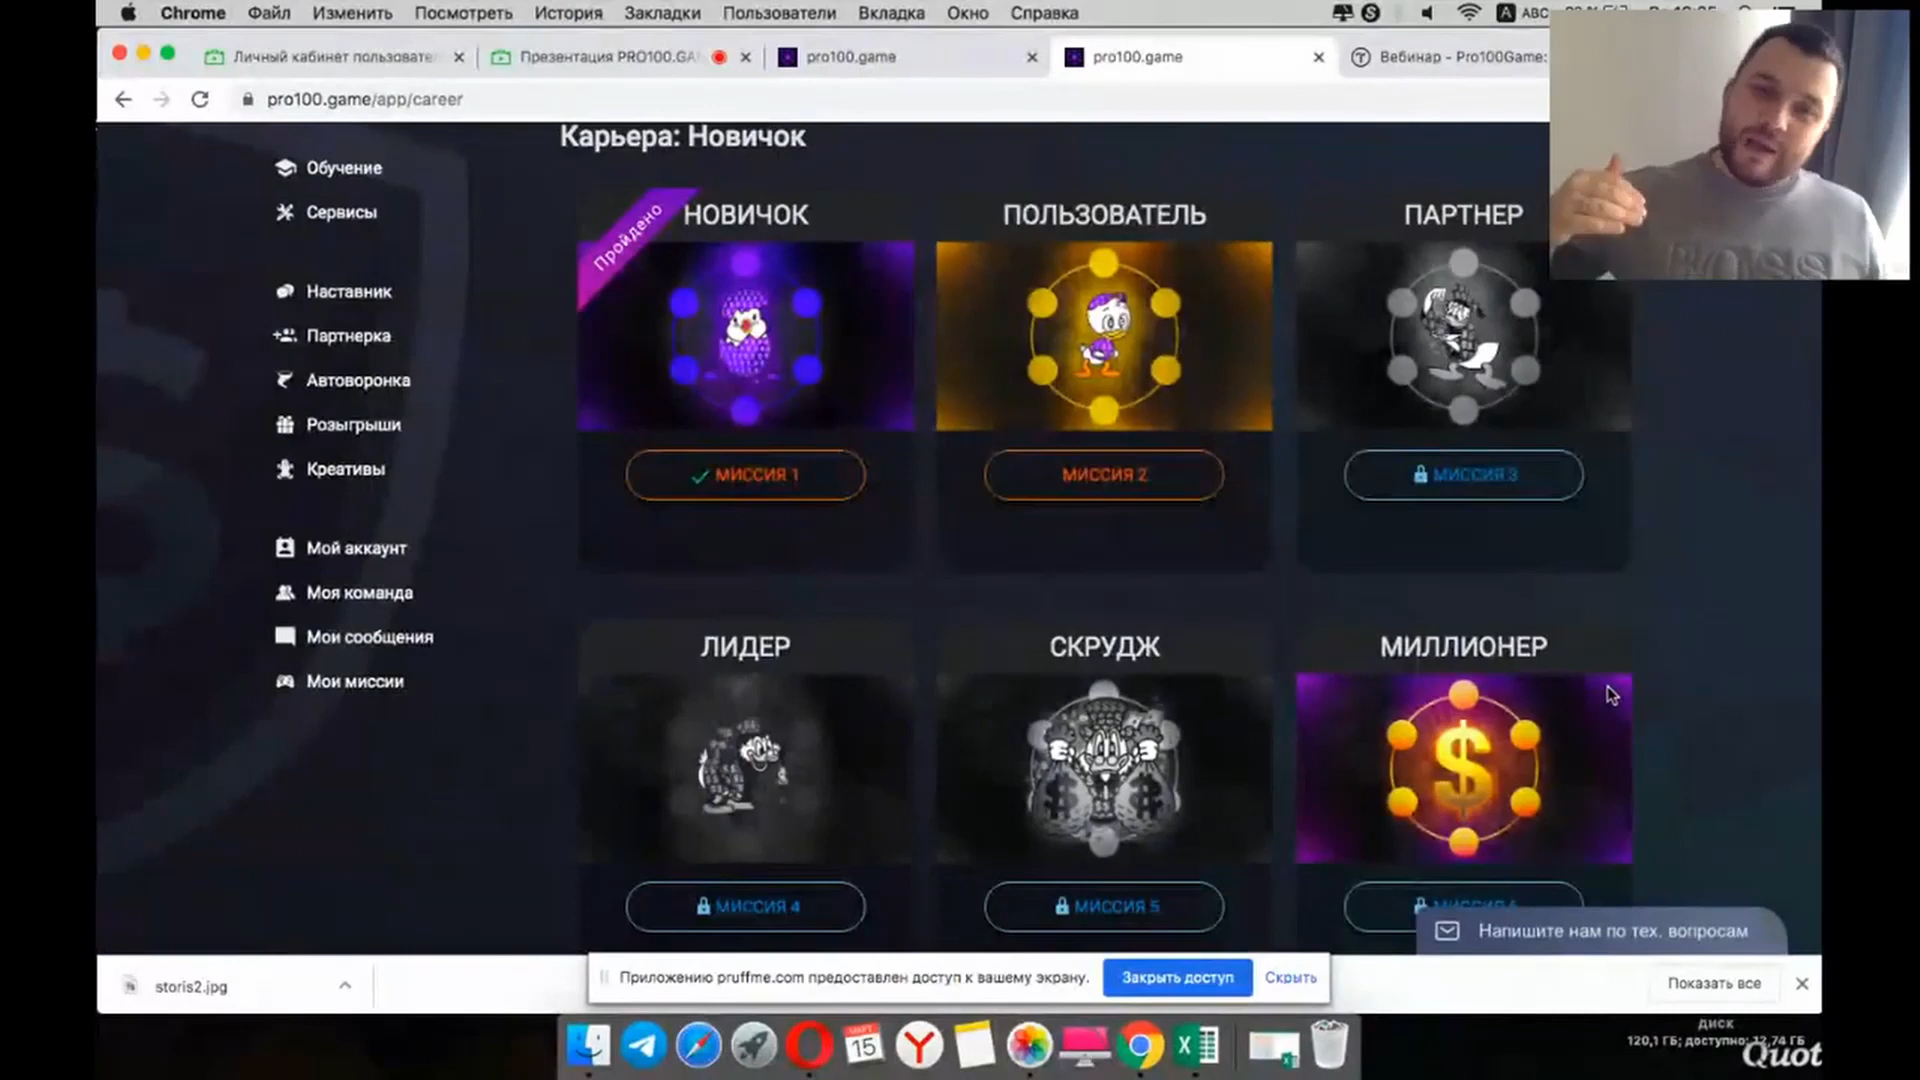 Chrome Файл Изменить Посмотреть История Закладки Пользователи Вкладка Окно Справка
ABC
Личный кабинет пользовате
Презентация PRO100.GA
pro100.game
pro100.game
Вебинар - Pro100Game:
pro100.game/app/career
Карьера: Новичок
Обучение
Сервисы
Наставник
Партнерка
Автоворонка
Розыгрыши
Креативы
Мой аккаунт
Моя команда
Мои сообщения
Мои миссии
Пройдено
НОВИЧОК
МИССИЯ 1
ПОЛЬЗОВАТЕЛЬ
МИССИЯ 2
ПАРТНЕР
МИССИЯ 3
ЛИДЕР
МИССИЯ 4
СКРУДЖ
МИССИЯ 5
МИЛЛИОНЕР
$
Напишите нам по тех. вопросам
storis2.jpg
Приложению pruffme.com предоставлен доступ к вашему экрану.
Закрыть доступ
Скрыть
Показать все
МАРТ
15
диск
120,1 ГБ; доступно:
Quot
BOSS